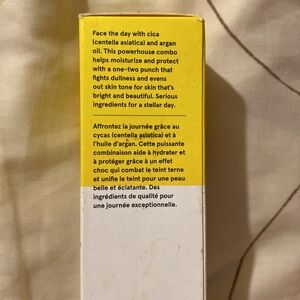 Face the day with cica
(centella asiatica) and argan
oil. This powerhouse combo
helps moisturize and protect
with a one-two punch that
fights dullness and evens
out skin tone for skin that's
bright and beautiful. Serious
ingredients for a stellar day.
Affrontez la journée grâce au
cycas (centella asiatica) et à
l'huile d'argan. Cette puissante
combinaison aide à hydrater et
à protéger grâce à un effet
choc qui combat le teint terne
et unifie le teint pour une peau
belle et éclatante. Des
ingrédients de qualité pour
une journée exceptionnelle.